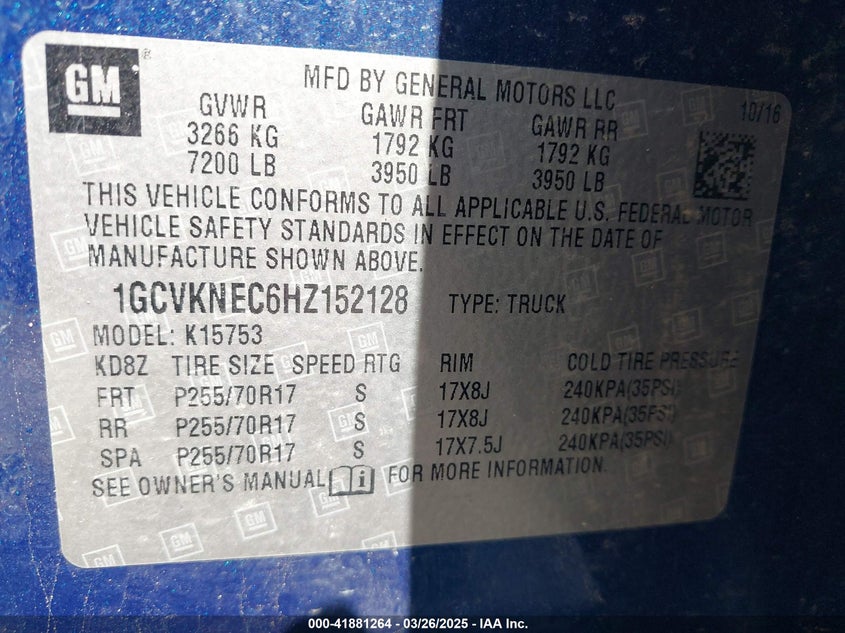 GM®
MFD BY GENERAL MOTORS LLC
10/16
GVWR GAWR FRT GAWR RR
3266 KG 1792 KG 1792 KG
7200 LB 3950 LB 3950 LB
THIS VEHICLE CONFORMS TO ALL APPLICABLE U.S. FEDERAL MOTOR
VEHICLE SAFETY STANDARDS IN EFFECT ON THE DATE OF
MANUFACTURE SHOWN ABOVE.
1GCVKNEC6HZ152128 TYPE: TRUCK
MODEL: K15753
KD8Z TIRE SIZE SPEED RTG RIM COLD TIRE PRESSURE
FRT P255/70R17 S 17X8J 240KPA(35PSI)
RR P255/70R17 S 17X8J 240KPA(35PSI)
SPA P255/70R17 S 17X7.5J 240KPA(35PSI)
SEE OWNER'S MANUAL i FOR MORE INFORMATION.
000-41881264 - 03/26/2025 - IAA Inc.